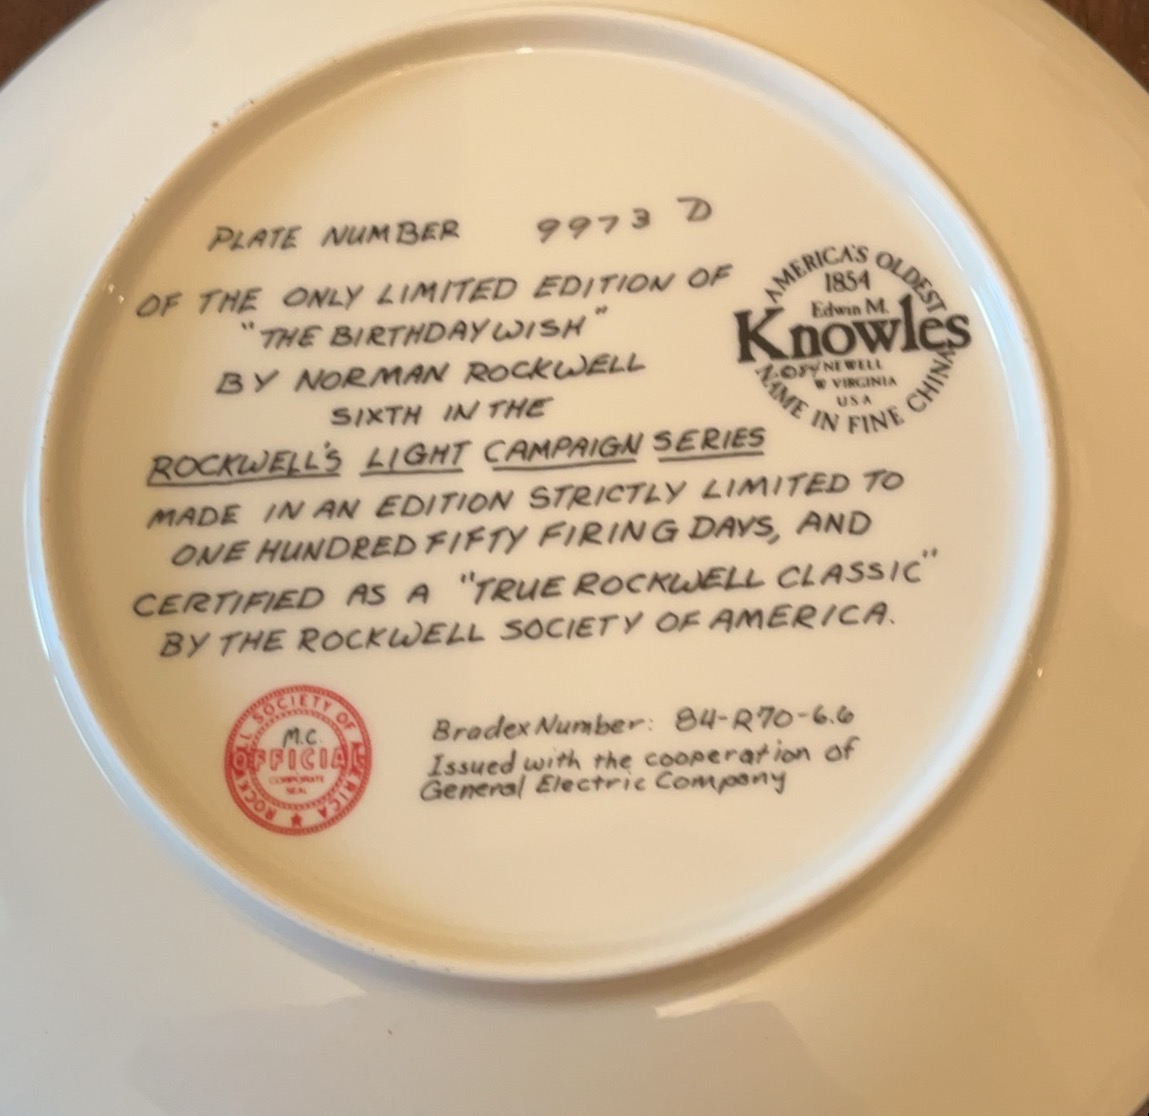 PLATE NUMBER 9973 D
OF THE ONLY LIMITED EDITION OF
"THE BIRTHDAY WISH"
BY NORMAN ROCKWELL
SIXTH IN THE
ROCKWELL'S LIGHT CAMPAIGN SERIES
MADE IN AN EDITION STRICTLY LIMITED TO
ONE HUNDRED FIFTY FIRING DAYS, AND
CERTIFIED AS A "TRUE ROCKWELL CLASSIC"
BY THE ROCKWELL SOCIETY OF AMERICA.
AMERICA'S OLDEST
1854
Edwin M.
Knowles
NEWELL
W VIRGINIA
USA
NAME IN FINE CHINA
ROCKWELL SOCIETY OF AMERICA
M.C.
OFFICIAL
CORPORATE
SEAL
Bradex Number: 84-R70-6.6
Issued with the cooperation of
General Electric Company